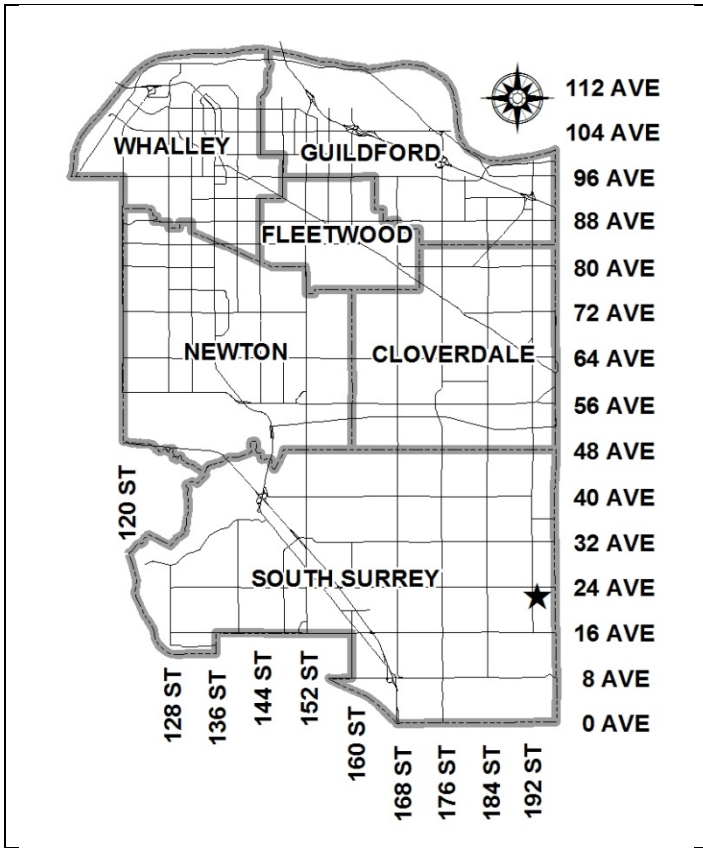 112 AVE
104 AVE
WHALLEY
GUILDFORD
96 AVE
88 AVE
FLEETWOOD
80 AVE
72 AVE
NEWTON
CLOVERDALE
64 AVE
56 AVE
48 AVE
120 ST
40 AVE
32 AVE
SOUTH SURREY
24 AVE
16 AVE
128 ST
136 ST
144 ST
152 ST
160 ST
8 AVE
0 AVE
168 ST
176 ST
184 ST
192 ST